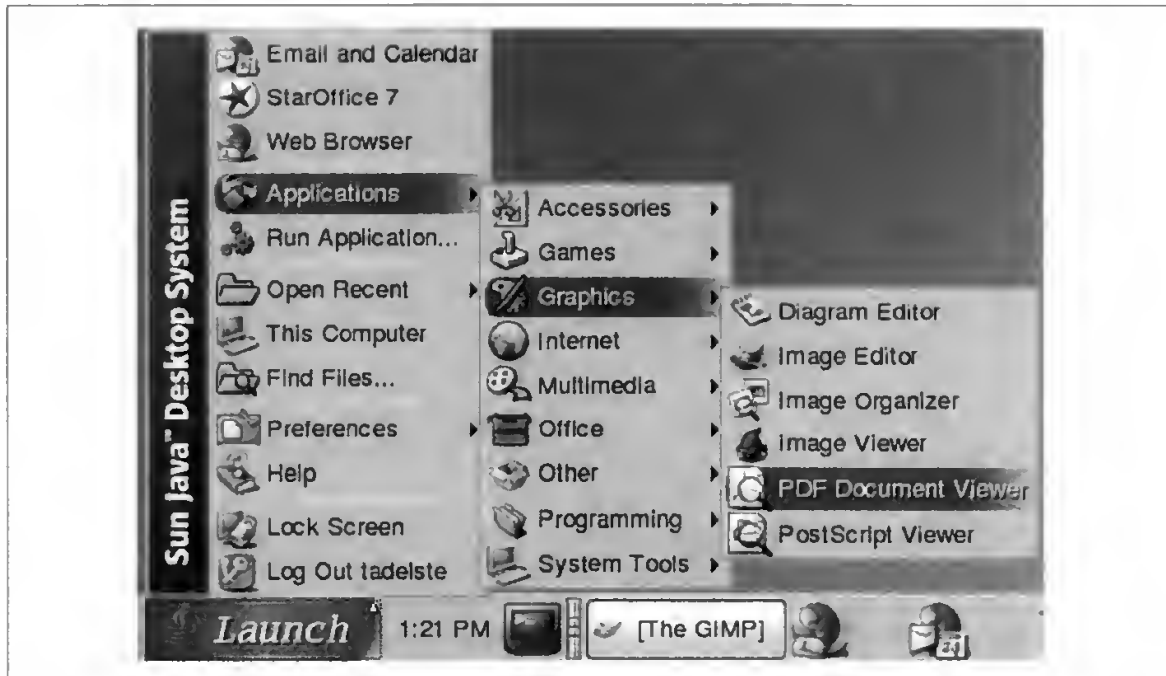 Sun Java™ Desktop System
Email and Calendar
StarOffice 7
Web Browser
Applications
Run Application...
Open Recent
This Computer
Find Files...
Preferences
Help
Lock Screen
Log Out tadelste
Accessories
Games
Graphics
Internet
Multimedia
Office
Other
Programming
System Tools
Diagram Editor
Image Editor
Image Organizer
Image Viewer
PDF Document Viewer
PostScript Viewer
Launch
1:21 PM
[The GIMP]